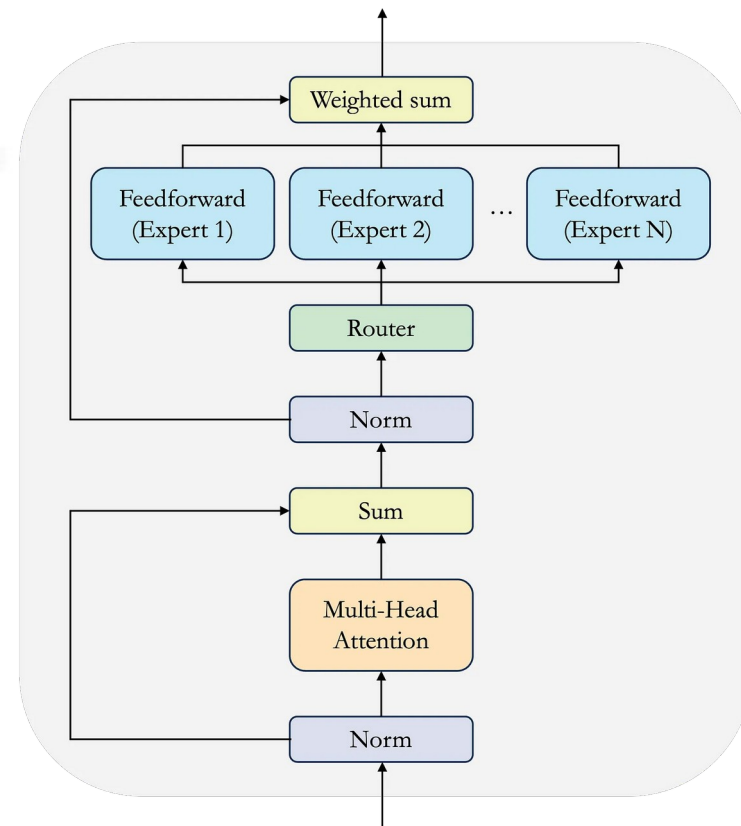 Weighted sum
Feedforward
(Expert 1)
Feedforward
(Expert 2)
...
Feedforward
(Expert N)
Router
Norm
Sum
Multi-Head
Attention
Norm